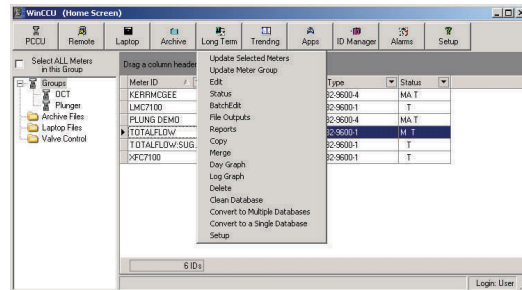 WinCCU (Home Screen)
PCCU Remote Laptop Archive Long Term Trending Apps ID Manager Alarms Setup
Select ALL Meters
in this Group
Drag a column header
Groups
OCT
Plunger
Archive Files
Laptop Files
Valve Control
Meter ID Type Status
KERRMCGEE 32-9600-4 MA T
LMC7100 32-9600-1 T
PLUNG DEMO 32-9600-4 MA T
TOTALFLOW 32-9600-1 M T
TOTALFLOW:SUG 32-9600-1 T
XFC7100 32-9600-1 T
Update Selected Meters
Update Meter Group
Edit
Status
BatchEdit
File Outputs
Reports
Copy
Merge
Day Graph
Log Graph
Delete
Clean Database
Convert to Multiple Databases
Convert to a Single Database
Setup
6 IDs
Login: User